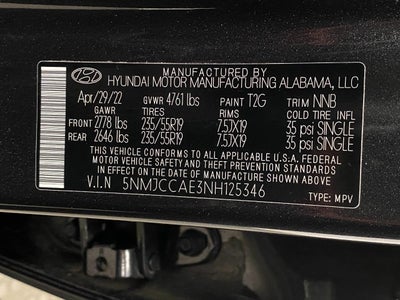 MANUFACTURED BY
HYUNDAI MOTOR MANUFACTURING ALABAMA, LLC
Apr/29/22 GVWR 4761 lbs PAINT T2G TRIM NNB
GAWR TIRES RIMS COLD TIRE INFL
FRONT 2778 lbs 235/55R19 7.5JX19 35 psi SINGLE
REAR 2646 lbs 235/55R19 7.5JX19 35 psi SINGLE
THIS VEHICLE CONFORMS TO ALL APPLICABLE U.S.A FEDERAL
MOTOR VEHICLE SAFETY AND THEFT PREVENTION STANDARDS IN
EFFECT ON THE DATE OF MANUFACTURE SHOWN ABOVE
V.I.N 5NMJCCAE3NH125346
TYPE: MPV